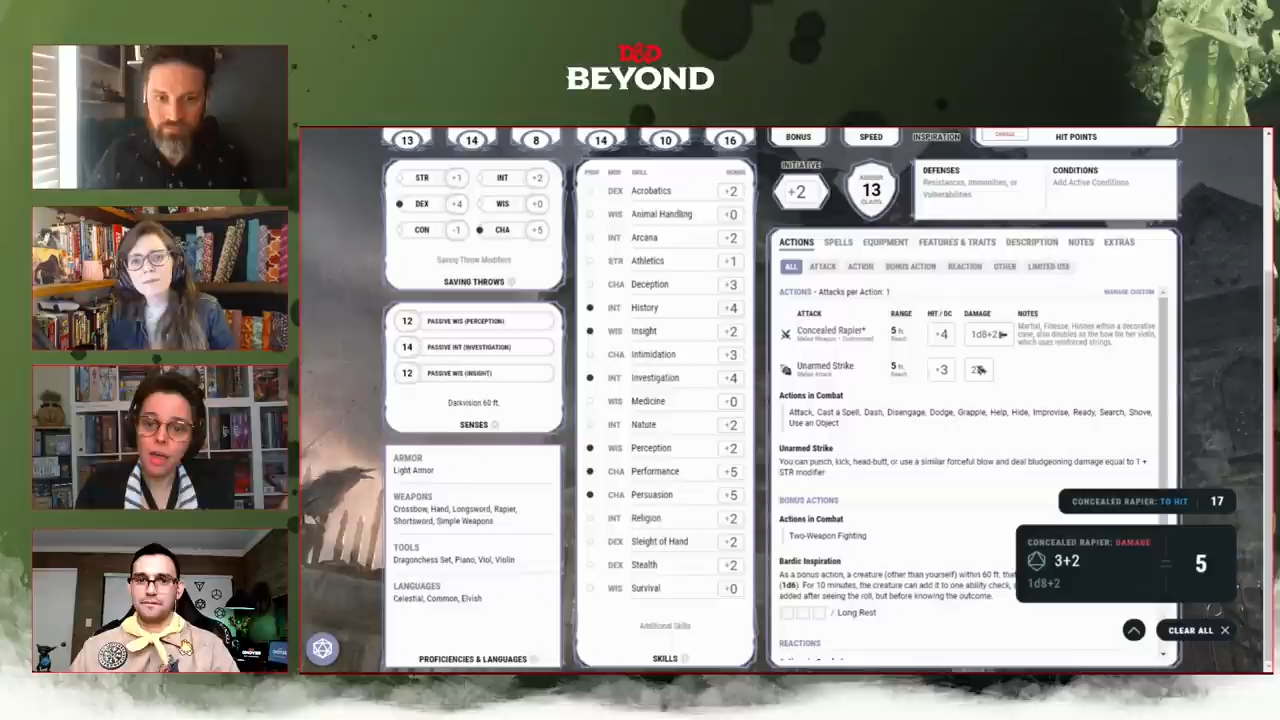 D&D
BEYOND
13
14
8
14
10
16
BONUS
SPEED
INSPIRATION
HIT POINTS
STR +1
INT +2
DEX +4
WIS +0
CON -1
CHA +5
Saving Throw Modifiers
SAVING THROWS
12 PASSIVE WIS (PERCEPTION)
14 PASSIVE INT (INVESTIGATION)
12 PASSIVE WIS (INSIGHT)
Darkvision 60 ft.
SENSES
ARMOR
Light Armor
WEAPONS
Crossbow, Hand, Longsword, Rapier,
Shortsword, Simple Weapons
TOOLS
Dragonchess Set, Piano, Viol, Violin
LANGUAGES
Celestial, Common, Elvish
PROFICIENCIES & LANGUAGES
PROF MOD SKILL BONUS
DEX Acrobatics +2
WIS Animal Handling +0
INT Arcana +2
STR Athletics +1
CHA Deception +3
INT History +4
WIS Insight +2
CHA Intimidation +3
INT Investigation +4
WIS Medicine +0
INT Nature +2
WIS Perception +2
CHA Performance +5
CHA Persuasion +5
INT Religion +2
DEX Sleight of Hand +2
DEX Stealth +2
WIS Survival +0
Additional Skills
SKILLS
INITIATIVE
+2
ARMOR
13
CLASS
DEFENSES
Resistances, Immunities, or
Vulnerabilities
CONDITIONS
Add Active Conditions
ACTIONS SPELLS EQUIPMENT FEATURES & TRAITS DESCRIPTION NOTES EXTRAS
ALL ATTACK ACTION BONUS ACTION REACTION OTHER LIMITED USE
ACTIONS • Attacks per Action: 1
MANAGE CUSTOM
ATTACK RANGE HIT / DC DAMAGE NOTES
Concealed Rapier* 5 ft. +4 1d8+2
Melee Weapon • Customized Reach
Martial, Finesse, Hidden within a decorative
case, also doubles as the bow for her violin,
which uses reinforced strings.
Unarmed Strike 5 ft. +3 2
Melee Attack Reach
Actions in Combat
Attack, Cast a Spell, Dash, Disengage, Dodge, Grapple, Help, Hide, Improvise, Ready, Search, Shove,
Use an Object
Unarmed Strike
You can punch, kick, head-butt, or use a similar forceful blow and deal bludgeoning damage equal to 1 +
STR modifier
BONUS ACTIONS
Actions in Combat
Two-Weapon Fighting
Bardic Inspiration
As a bonus action, a creature (other than yourself) within 60 ft. that
(1d6). For 10 minutes, the creature can add it to one ability check,
added after seeing the roll, but before knowing the outcome.
/ Long Rest
REACTIONS
CONCEALED RAPIER: TO HIT 17
CONCEALED RAPIER: DAMAGE
3+2 = 5
1d8+2
CLEAR ALL X